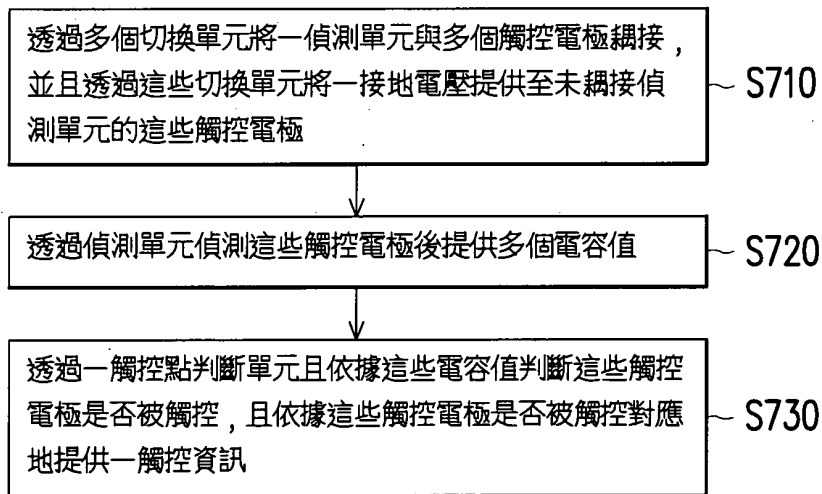 透過多個切換單元將一偵測單元與多個觸控電極耦接，
並且透過這些切換單元將一接地電壓提供至未耦接偵
測單元的這些觸控電極
S710
透過偵測單元偵測這些觸控電極後提供多個電容值
S720
透過一觸控點判斷單元且依據這些電容值判斷這些觸控
電極是否被觸控，且依據這些觸控電極是否被觸控對應
地提供一觸控資訊
S730